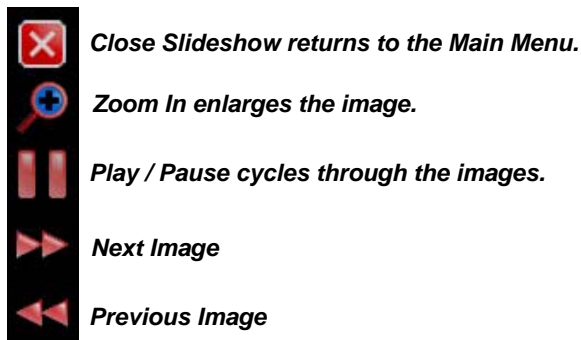 Close Slideshow returns to the Main Menu.
Zoom In enlarges the image.
Play / Pause cycles through the images.
Next Image
Previous Image